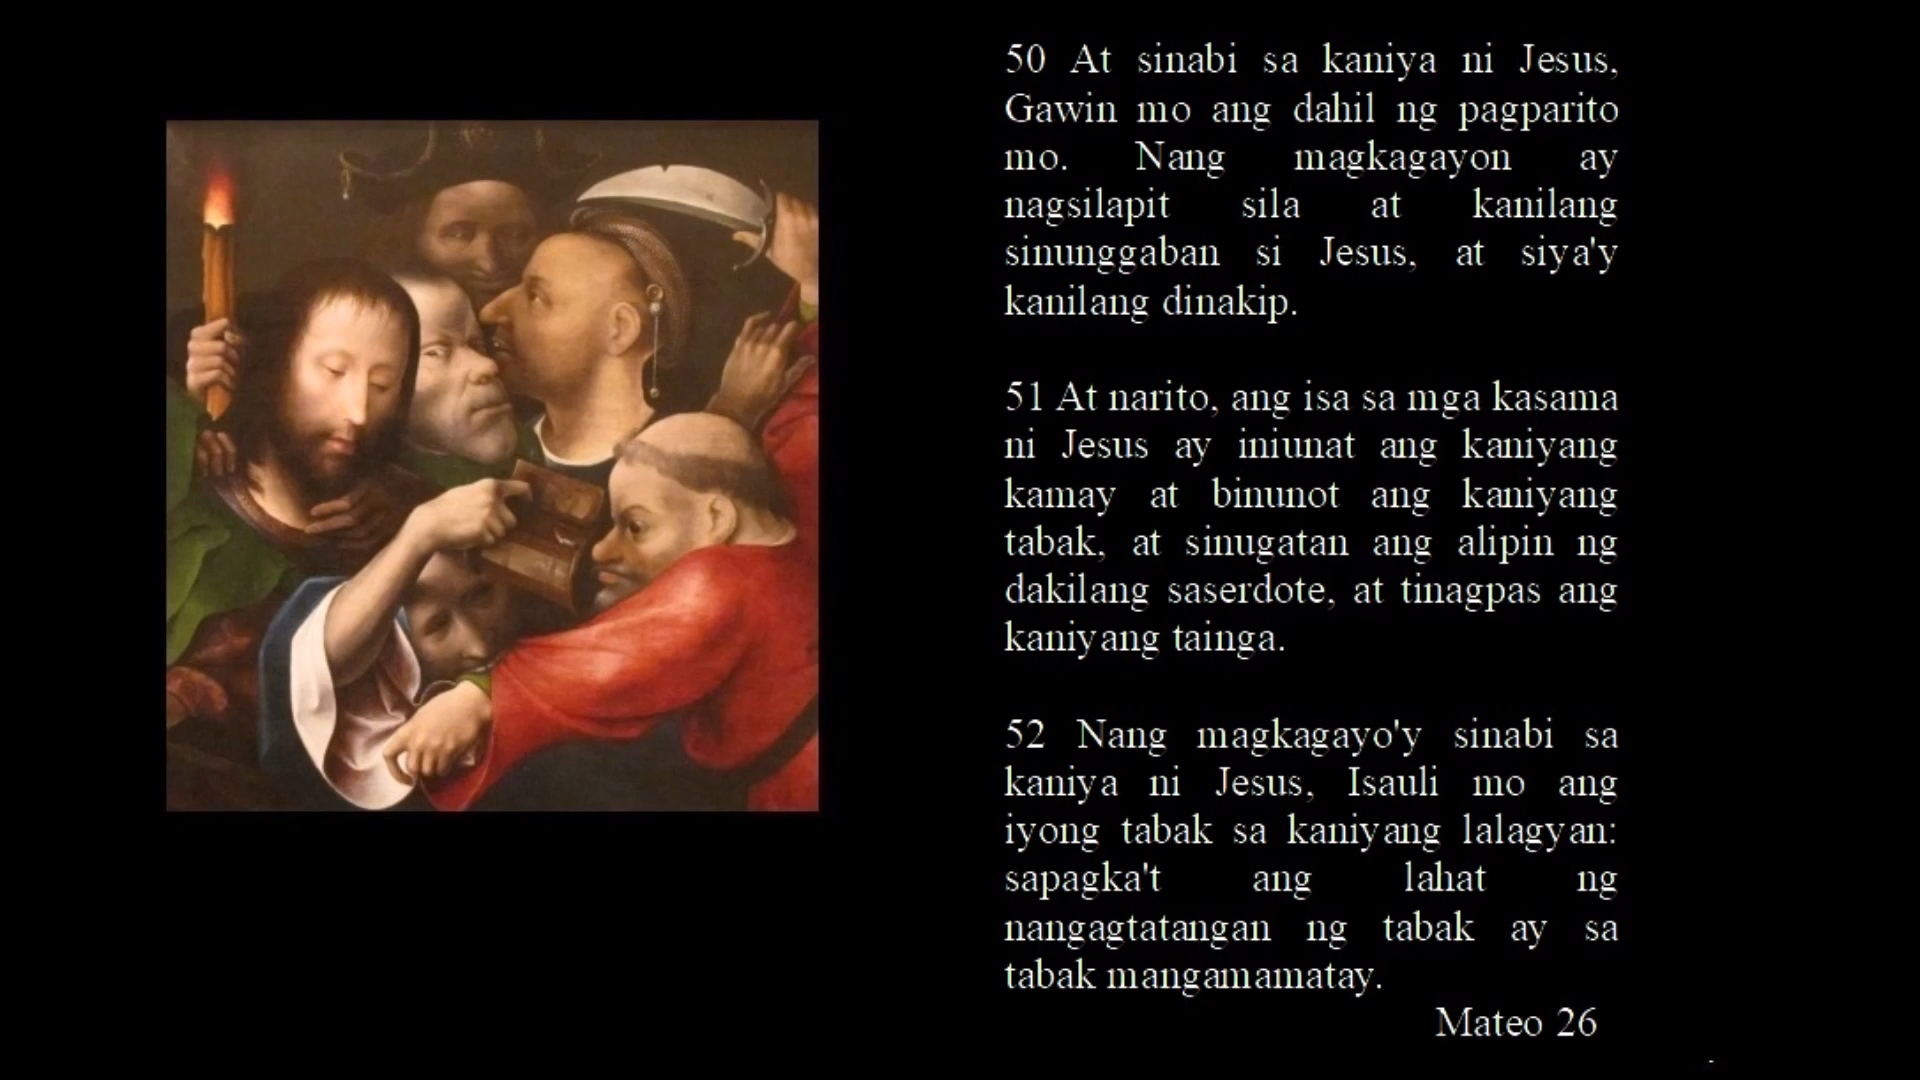 50 At sinabi sa kaniya ni Jesus,
Gawin mo ang dahil ng pagparito
mo. Nang magkagayon ay
nagsilapit sila at kanilang
sinunggaban si Jesus, at siya'y
kanilang dinakip.
51 At narito, ang isa sa mga kasama
ni Jesus ay iniunat ang kaniyang
kamay at binunot ang kaniyang
tabak, at sinugatan ang alipin ng
dakilang saserdote, at tinagpas ang
kaniyang tainga.
52 Nang magkagayo'y sinabi sa
kaniya ni Jesus, Isauli mo ang
iyong tabak sa kaniyang lalagyan:
sapagka't ang lahat ng
nangagtatangan ng tabak ay sa
tabak mangamamatay.
Mateo 26